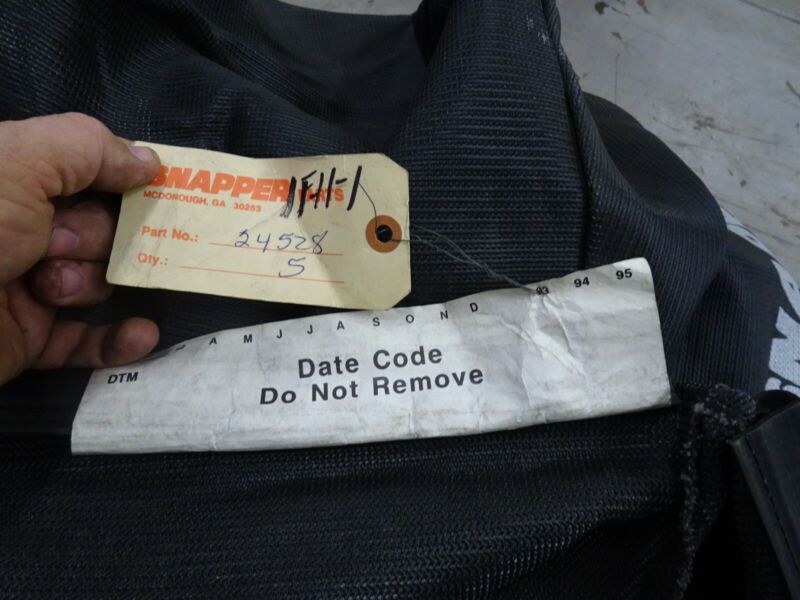 SNAPPER PARTS
1FH-1
MCDONOUGH, GA 30253
Part No.: 24528
Qty.: 5
A M J J A S O N D 93 94 95
DTM
Date Code
Do Not Remove